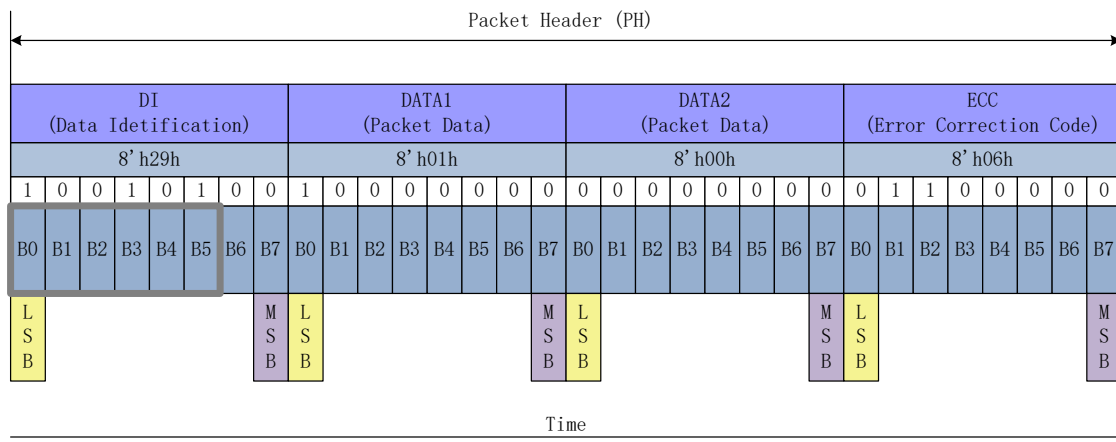 Packet Header (PH)
DI DATA1 DATA2 ECC
(Data Idetification) (Packet Data) (Packet Data) (Error Correction Code)
8'h29h 8'h01h 8'h00h 8'h06h
1 0 0 1 0 1 0 0 1 0 0 0 0 0 0 0 0 0 0 0 0 0 0 0 0 1 1 0 0 0 0 0
B0 B1 B2 B3 B4 B5 B6 B7 B0 B1 B2 B3 B4 B5 B6 B7 B0 B1 B2 B3 B4 B5 B6 B7 B0 B1 B2 B3 B4 B5 B6 B7
L M L M L M L M
S S S S S S S S
B B B B B B B B
Time